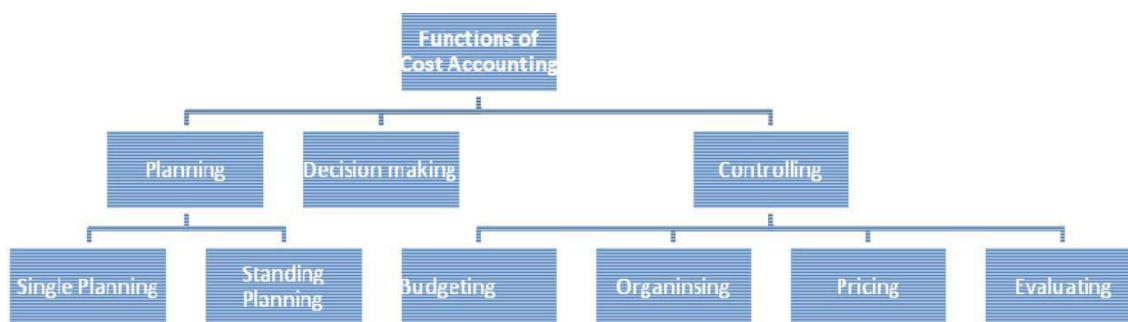 Functions of
Cost Accounting
Planning
Decision making
Controlling
Single Planning
Standing
Planning
Budgeting
Organinsing
Pricing
Evaluating